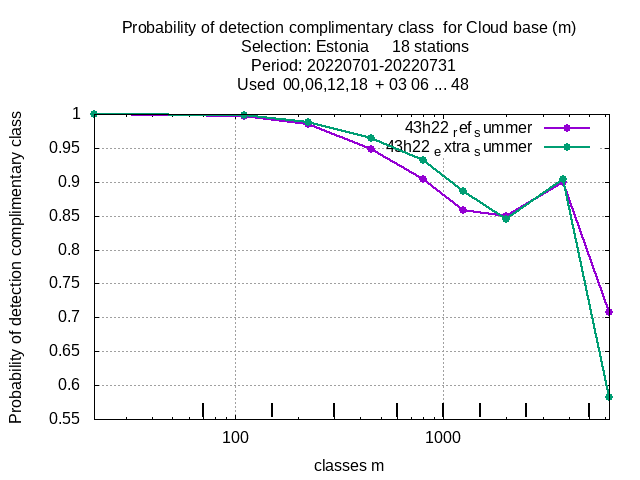 Probability of detection complimentary class  for Cloud base (m)
Selection: Estonia     18 stations
Period: 20220701-20220731
Used  00,06,12,18  + 03 06 ... 48
43h22 ref summer
43h22 extra summer
1
0.95
0.9
0.85
0.8
0.75
0.7
0.65
0.6
0.55
100
1000
classes m
Probability of detection complimentary class